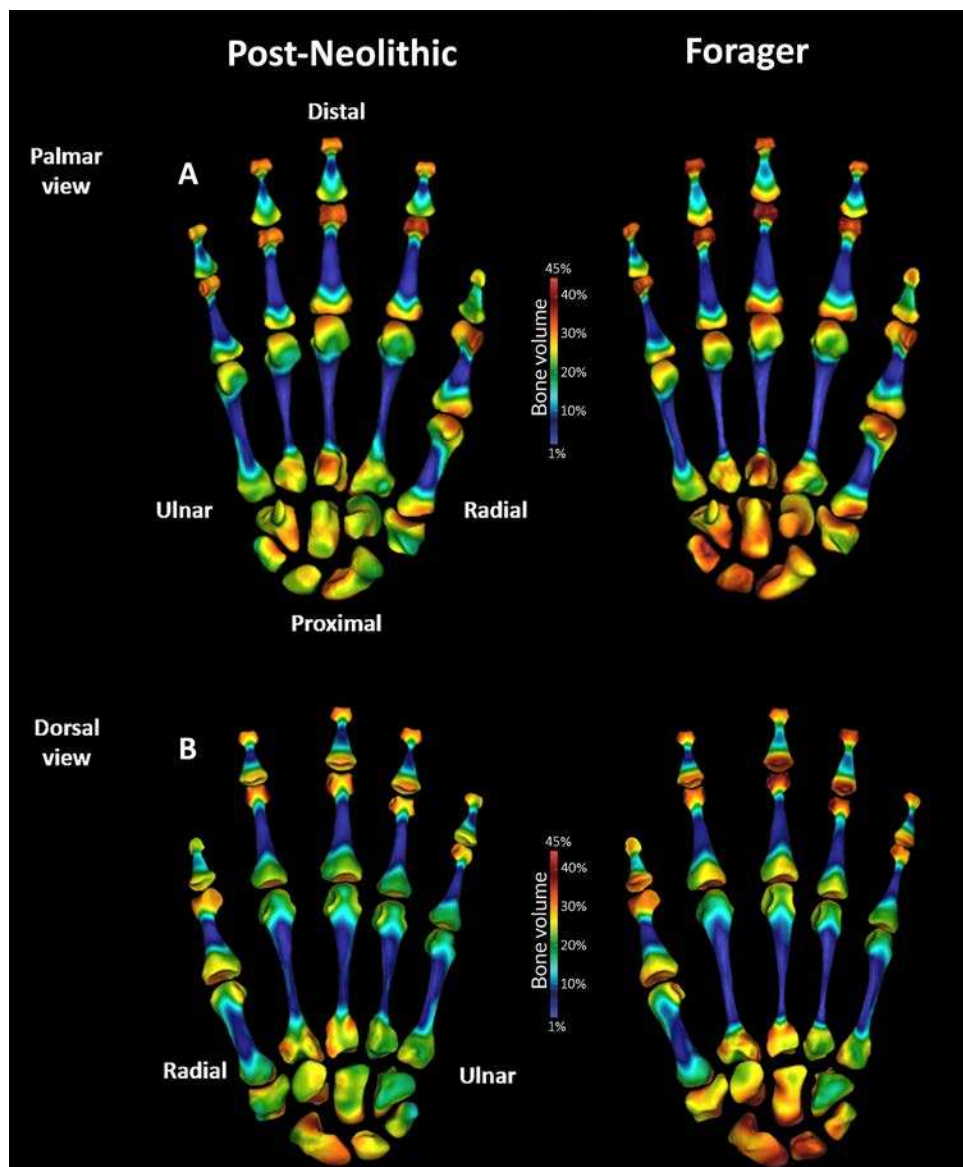 Post-Neolithic
Forager
Distal
Palmar
view
A
45%
40%
30%
20%
10%
1%
Bone volume
Ulnar
Radial
Proximal
Dorsal
view
B
45%
40%
30%
20%
10%
1%
Bone volume
Radial
Ulnar